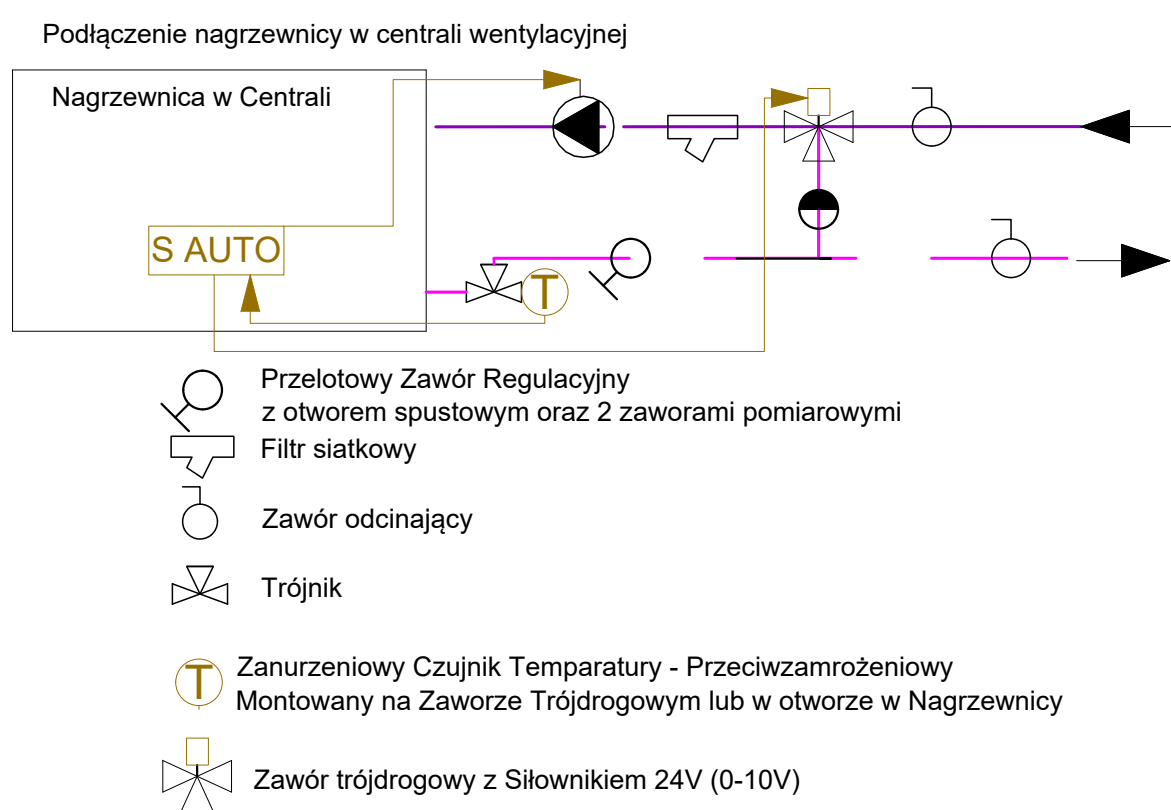 Podłączenie nagrzewnicy w centrali wentylacyjnej
Nagrzewnica w Centrali
S AUTO
T
Przelotowy Zawór Regulacyjny
z otworem spustowym oraz 2 zaworami pomiarowymi
Filtr siatkowy
Zawór odcinający
Trójnik
T
Zanurzeniowy Czujnik Temparatury - Przeciwzamrożeniowy
Montowany na Zaworze Trójdrogowym lub w otworze w Nagrzewnicy
Zawór trójdrogowy z Siłownikiem 24V (0-10V)